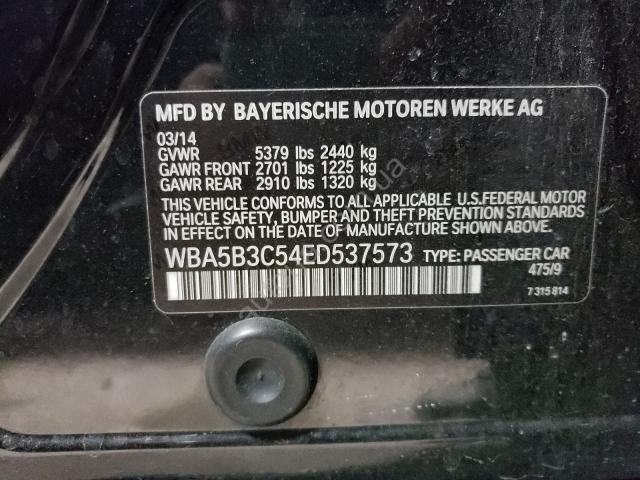 MFD BY BAYERISCHE MOTOREN WERKE AG
03/14
GVWR 5379 lbs 2440 kg
GAWR FRONT 2701 lbs 1225 kg
GAWR REAR 2910 lbs 1320 kg
THIS VEHICLE CONFORMS TO ALL APPLICABLE U.S.FEDERAL MOTOR
VEHICLE SAFETY, BUMPER AND THEFT PREVENTION STANDARDS
IN EFFECT ON THE DATE OF MANUFACTURE SHOWN ABOVE.
WBA5B3C54ED537573 TYPE: PASSENGER CAR
475/9
7 315 814